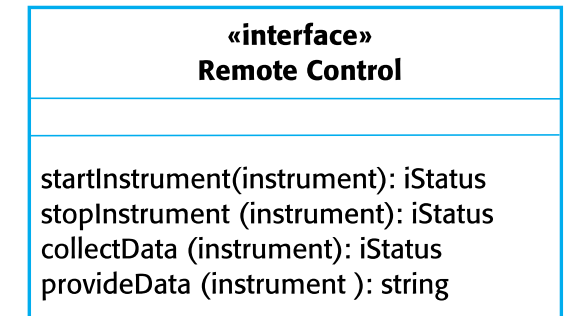 «interface»
Remote Control
startInstrument(instrument): iStatus
stopInstrument (instrument): iStatus
collectData (instrument): iStatus
provideData (instrument ): string